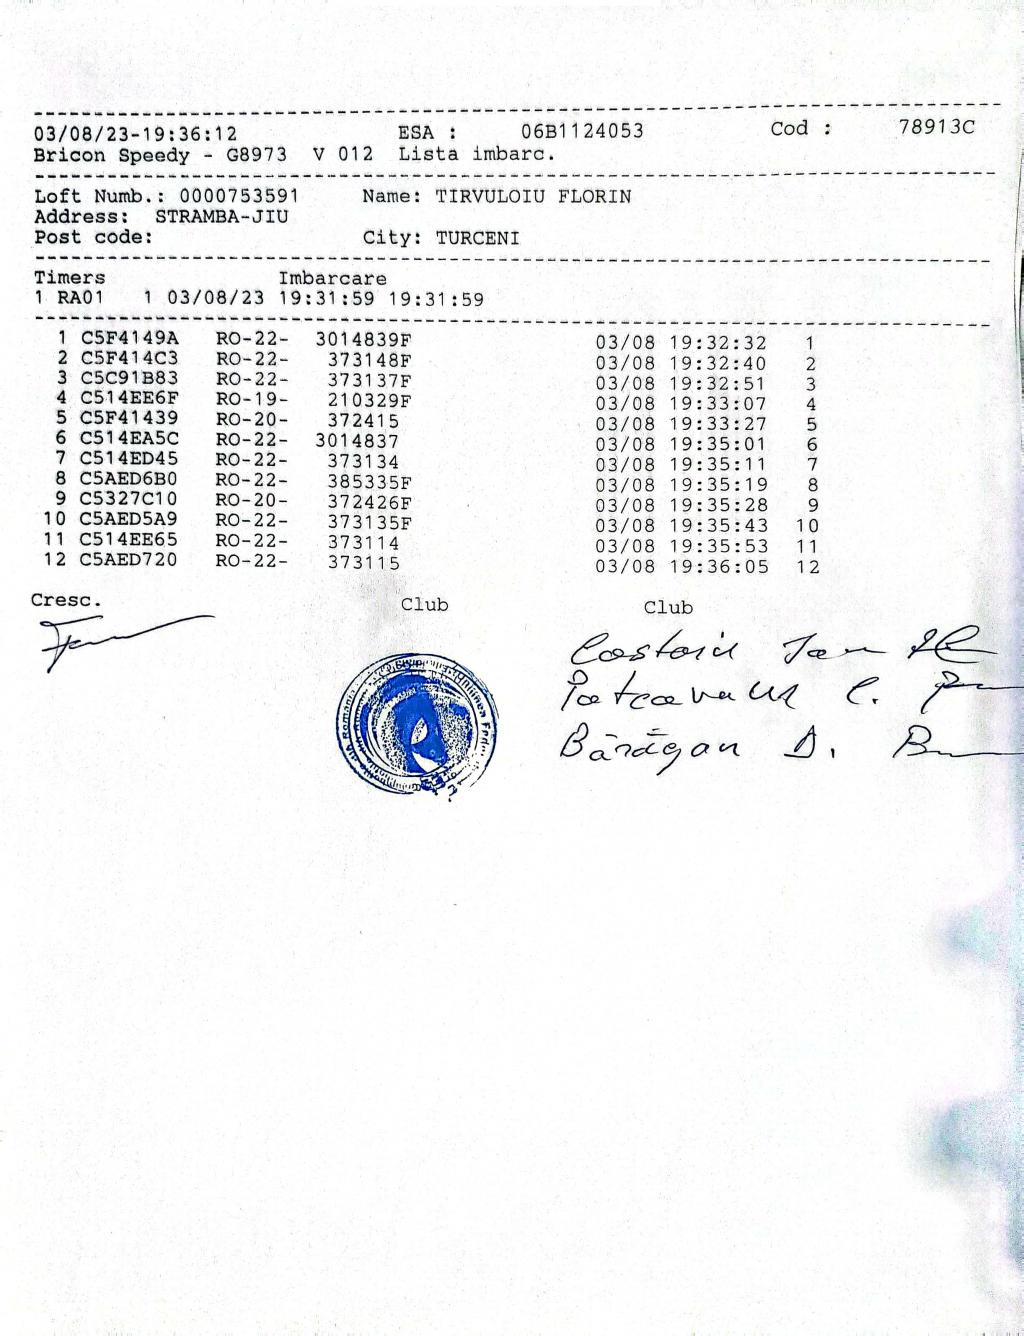 03/08/23-19:36:12 ESA : 06B1124053 Cod : 78913C
Bricon Speedy - G8973 V 012 Lista imbarc.
Loft Numb.: 0000753591 Name: TIRVULOIU FLORIN
Address: STRAMBA-JIU
Post code: City: TURCENI
Timers Imbarcare
1 RA01 1 03/08/23 19:31:59 19:31:59
1 C5F4149A RO-22- 3014839F 03/08 19:32:32 1
2 C5F414C3 RO-22- 373148F 03/08 19:32:40 2
3 C5C91B83 RO-22- 373137F 03/08 19:32:51 3
4 C514EE6F RO-19- 210329F 03/08 19:33:07 4
5 C5F41439 RO-20- 372415 03/08 19:33:27 5
6 C514EA5C RO-22- 3014837 03/08 19:35:01 6
7 C514ED45 RO-22- 373134 03/08 19:35:11 7
8 C5AED6B0 RO-22- 385335F 03/08 19:35:19 8
9 C5327C10 RO-20- 372426F 03/08 19:35:28 9
10 C5AED5A9 RO-22- 373135F 03/08 19:35:43 10
11 C514EE65 RO-22- 373114 03/08 19:35:53 11
12 C5AED720 RO-22- 373115 03/08 19:36:05 12
Cresc. Club Club
Romania
Bărăgan D.